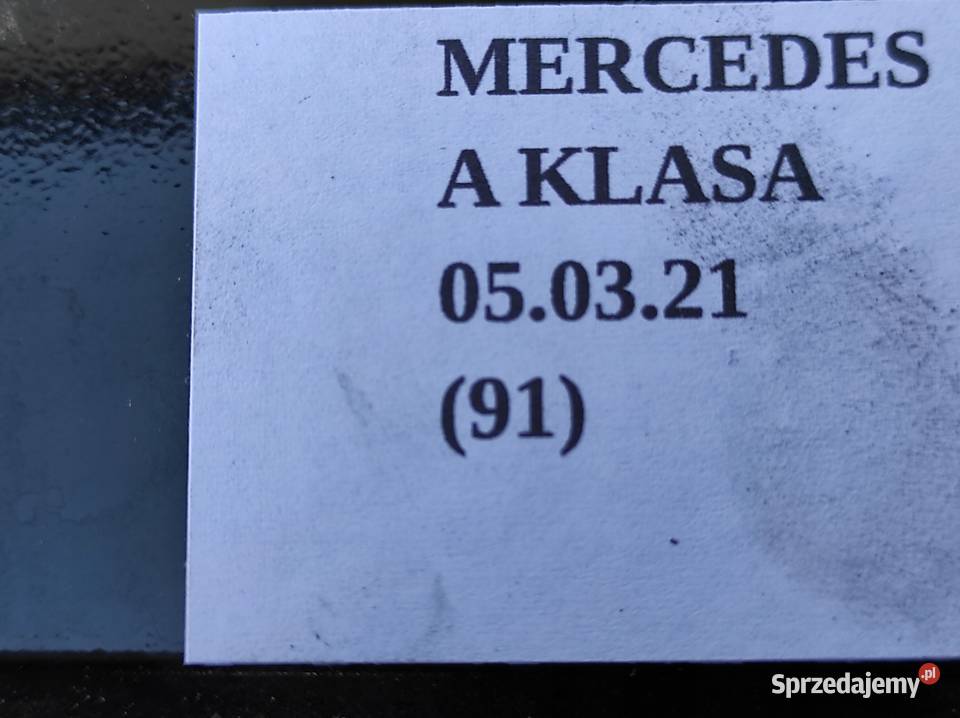 MERCEDES
A KLASA
05.03.21
(91)
Sprzedajemy.pl